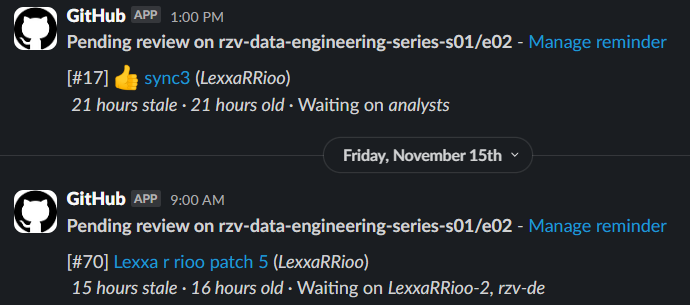 GitHub APP 1:00 PM
Pending review on rzv-data-engineering-series-s01/e02 - Manage reminder
[#17] 👍 sync3 (LexxaRRioo)
21 hours stale · 21 hours old · Waiting on analysts
Friday, November 15th
GitHub APP 9:00 AM
Pending review on rzv-data-engineering-series-s01/e02 - Manage reminder
[#70] Lexxa r rioo patch 5 (LexxaRRioo)
15 hours stale · 16 hours old · Waiting on LexxaRRioo-2, rzv-de